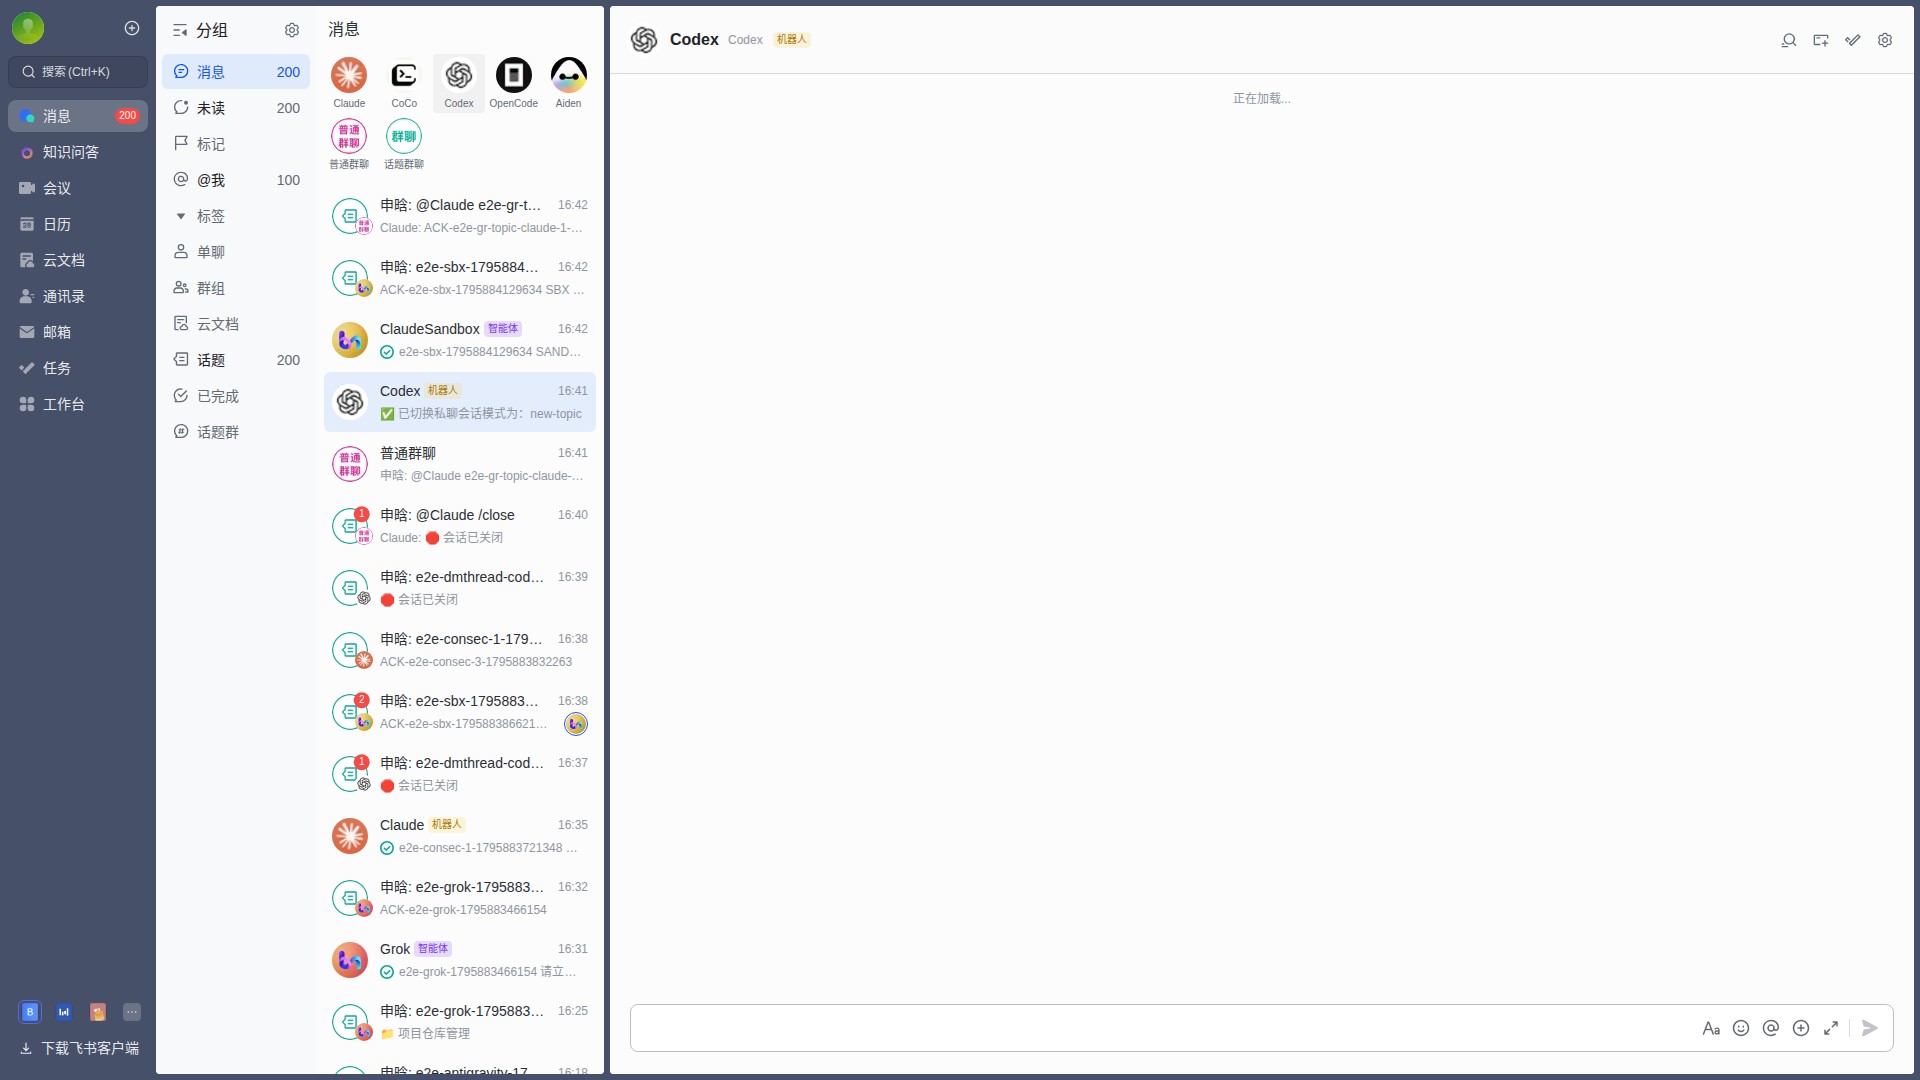 搜索 (Ctrl+K)
消息 200
知识问答
会议
日历
云文档
通讯录
邮箱
任务
工作台
下载飞书客户端
分组
消息 200
未读 200
标记
@我 100
标签
单聊
群组
云文档
话题 200
已完成
话题群
消息
Claude CoCo Codex OpenCode Aiden
普通群聊 话题群聊
申晗: @Claude e2e-gr-t... 16:42
Claude: ACK-e2e-gr-topic-claude-1-...
申晗: e2e-sbx-1795884... 16:42
ACK-e2e-sbx-1795884129634 SBX ...
ClaudeSandbox 智能体 16:42
e2e-sbx-1795884129634 SAND...
Codex 机器人 16:41
已切换私聊会话模式为：new-topic
普通群聊 16:41
申晗: @Claude e2e-gr-topic-claude-...
1
申晗: @Claude /close 16:40
Claude: 会话已关闭
申晗: e2e-dmthread-cod... 16:39
会话已关闭
申晗: e2e-consec-1-179... 16:38
ACK-e2e-consec-3-1795883832263
2
申晗: e2e-sbx-1795883... 16:38
ACK-e2e-sbx-179588386621...
1
申晗: e2e-dmthread-cod... 16:37
会话已关闭
Claude 机器人 16:35
e2e-consec-1-1795883721348 ...
申晗: e2e-grok-1795883... 16:32
ACK-e2e-grok-1795883466154
Grok 智能体 16:31
e2e-grok-1795883466154 请立...
申晗: e2e-grok-1795883... 16:25
项目仓库管理
申晗: e2e-antigravity-17... 16:18
Codex Codex 机器人
正在加载...